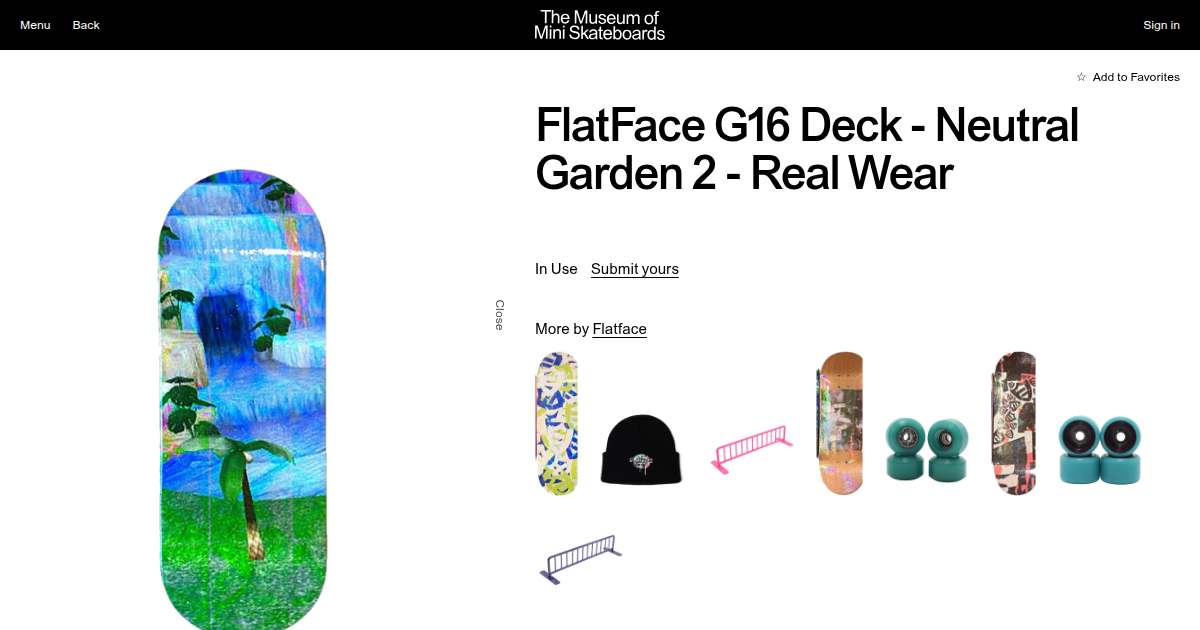 Menu
Back
The Museum of
Mini Skateboards
Sign in
☆ Add to Favorites
FlatFace G16 Deck - Neutral
Garden 2 - Real Wear
Close
In Use
Submit yours
More by Flatface